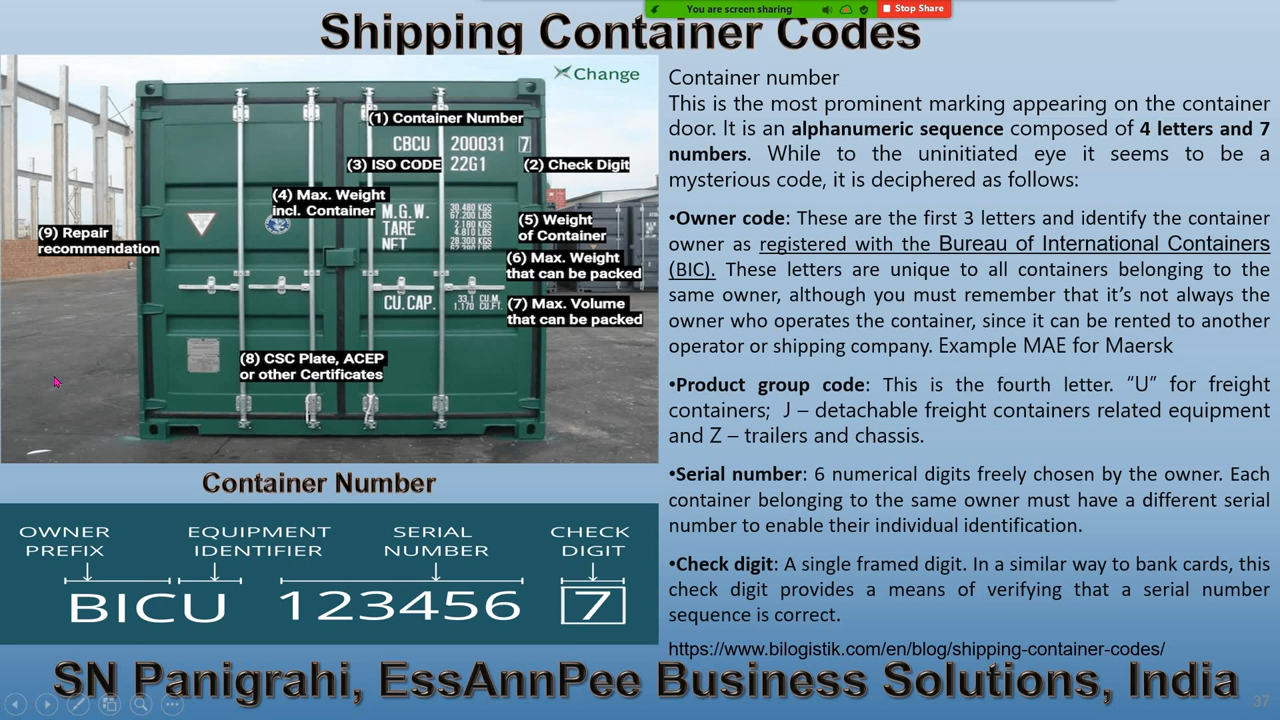 You are screen sharing
Stop Share
Shipping Container Codes
xChange
(1) Container Number
CBCU 200031 7
(3) ISO CODE 22G1 (2) Check Digit
(4) Max. Weight
incl. Container
M.G.W. 30.480 KGS
67.200 LBS
TARE 2.180 KGS
4.810 LBS
NET 28.300 KGS
(5) Weight
of Container
(9) Repair
recommendation
(6) Max. Weight
that can be packed
CU.CAP. 33,1 CU.M.
1.170 CU.FT.
(7) Max. Volume
that can be packed
(8) CSC Plate, ACEP
or other Certificates
Container Number
OWNER
PREFIX
EQUIPMENT
IDENTIFIER
SERIAL
NUMBER
CHECK
DIGIT
BICU 123456 7
Container number
This is the most prominent marking appearing on the container
door. It is an alphanumeric sequence composed of 4 letters and 7
numbers. While to the uninitiated eye it seems to be a
mysterious code, it is deciphered as follows:
•Owner code: These are the first 3 letters and identify the container
owner as registered with the Bureau of International Containers
(BIC). These letters are unique to all containers belonging to the
same owner, although you must remember that it’s not always the
owner who operates the container, since it can be rented to another
operator or shipping company. Example MAE for Maersk
•Product group code: This is the fourth letter. “U” for freight
containers; J – detachable freight containers related equipment
and Z – trailers and chassis.
•Serial number: 6 numerical digits freely chosen by the owner. Each
container belonging to the same owner must have a different serial
number to enable their individual identification.
•Check digit: A single framed digit. In a similar way to bank cards, this
check digit provides a means of verifying that a serial number
sequence is correct.
https://www.bilogistik.com/en/blog/shipping-container-codes/
SN Panigrahi, EssAnnPee Business Solutions, India
37